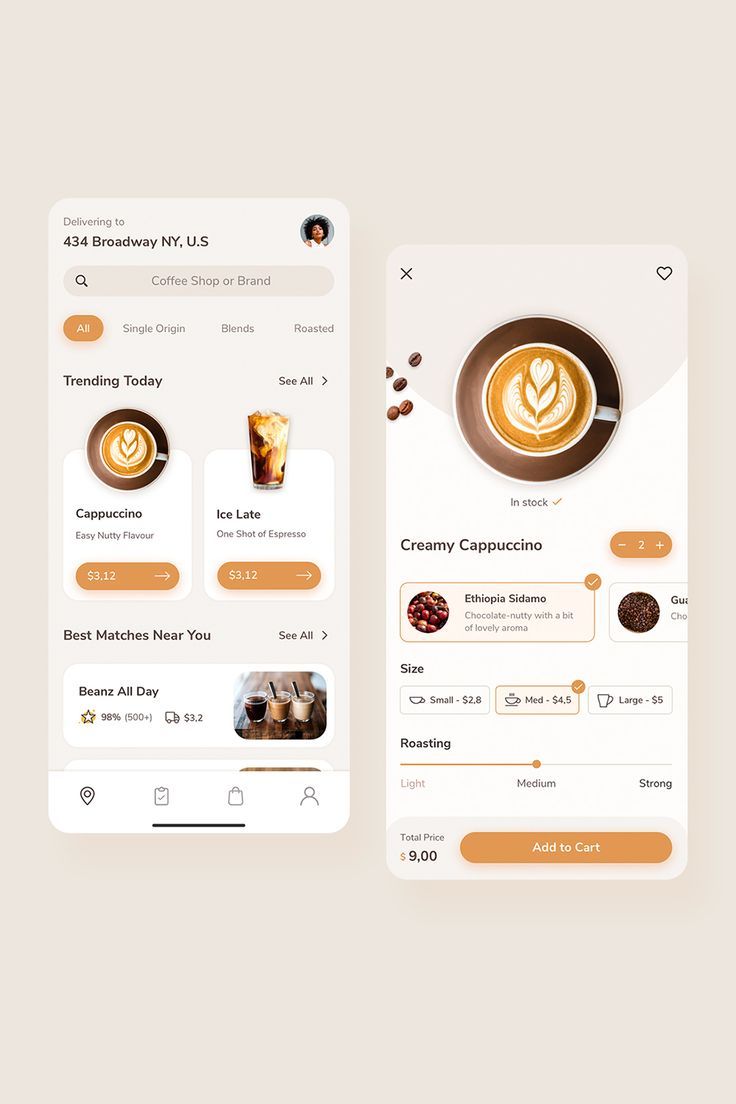 Delivering to
434 Broadway NY, U.S
Coffee Shop or Brand
All Single Origin Blends Roasted
Trending Today See All
Cappuccino
Easy Nutty Flavour
$3,12
Ice Late
One Shot of Espresso
$3,12
Best Matches Near You See All
Beanz All Day
98% (500+) $3,2
In stock
Creamy Cappuccino
2
Ethiopia Sidamo
Chocolate-nutty with a bit
of lovely aroma
Gua
Cho
Size
Small - $2,8 Med - $4,5 Large - $5
Roasting
Light Medium Strong
Total Price
$ 9,00
Add to Cart